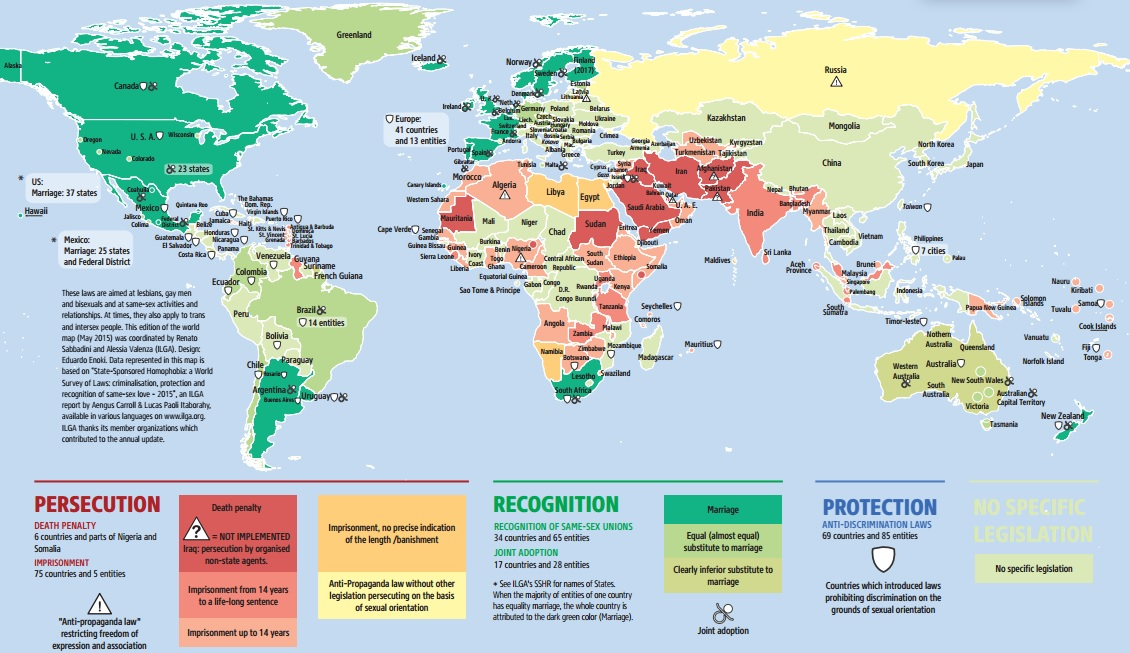 Greenland
Alaska
Iceland
Norway
Sweden
Finland
(2017)
Russia
Canada
Estonia
Latvia
Lithuania
Denmark
Ireland
U.K.
Neth
Belgium
Germany
Poland
Belarus
Ukraine
Europe:
41 countries
and 13 entities
Kazakhstan
Mongolia
Oregon
U. S. A.
Wisconsin
Nevada
Colorado
23 states
France
Andorra
Liech
Czech
Slovakia
Austria
Hungary
Moldova
Romania
Crimea
Switzerland
Slovenia
Croatia
Italy
Bosnia
Serbia
Bulgaria
Kosovo
Mac.
Albania
Greece
Portugal
Spain
Gibraltar
Malta
Georgia
Armenia
Azerbaijan
Uzbekistan
Kyrgyzstan
Turkmenistan
Tajikistan
Turkey
China
North Korea
South Korea
Japan
*
US:
Marriage: 37 states
Hawaii
Coahuila
Mexico
Quintana Roo
Jalisco
Colima
Federal
District
Belize
Guatemala
El Salvador
Honduras
Nicaragua
Costa Rica
Panama
Cuba
Jamaica
Haiti
The Bahamas
Dom. Rep.
Virgin Islands
Puerto Rico
St. Kitts & Nevis
St. Vincent
Grenada
Antigua & Barbuda
Dominica
St. Lucia
Barbados
Trinidad & Tobago
*
Mexico:
Marriage: 25 states
and Federal District
Morocco
Tunisia
Algeria
Libya
Egypt
Canary Islands
Western Sahara
Cyprus
Gaza
Lebanon
Israel
Syria
Jordan
Iraq
Iran
Kuwait
Bahrain
Qatar
U. A. E.
Saudi Arabia
Oman
Yemen
Afghanistan
Pakistan
India
Nepal
Bhutan
Bangladesh
Myanmar
Laos
Thailand
Vietnam
Cambodia
Taiwan
Philippines
7 cities
Palau
Sri Lanka
Maldives
Mauritania
Mali
Niger
Chad
Sudan
Eritrea
Djibouti
Cape Verde
Senegal
Gambia
Guinea Bissau
Guinea
Sierra Leone
Liberia
Burkina
Ivory
Coast
Benin
Togo
Ghana
Nigeria
Cameroon
Central African
Republic
South
Sudan
Ethiopia
Somalia
Equatorial Guinea
Sao Tome & Principe
Gabon
Congo
D.R.
Congo
Uganda
Rwanda
Burundi
Kenya
Tanzania
Seychelles
Comoros
Angola
Zambia
Malawi
Mozambique
Zimbabwe
Namibia
Botswana
Madagascar
Mauritius
Swaziland
Lesotho
South Africa
Venezuela
Guyana
Suriname
French Guiana
Colombia
Ecuador
Peru
Brazil
14 entities
Bolivia
Paraguay
Chile
Rosario
Argentina
Buenos Aires
Uruguay
Aceh
Province
Brunei
Malaysia
Singapore
Palembang
South
Sumatra
Indonesia
Timor-leste
Papua New Guinea
Solomon
Islands
Nauru
Kiribati
Tuvalu
Samoa
Cook Islands
Vanuatu
Fiji
Tonga
Norfolk Island
Nothern
Australia
Queensland
Western
Australia
Australia
South
Australia
New South Wales
Australian
Capital Territory
Victoria
Tasmania
New Zealand
These laws are aimed at lesbians, gay men
and bisexuals and at same-sex activities and
relationships. At times, they also apply to trans
and intersex people. This edition of the world
map (May 2015) was coordinated by Renato
Sabbadini and Alessia Valenza (ILGA). Design:
Eduardo Enoki. Data represented in this map is
based on "State-Sponsored Homophobia: a World
Survey of Laws: criminalisation, protection and
recognition of same-sex love - 2015", an ILGA
report by Aengus Carroll & Lucas Paoli Itaborahy,
available in various languages on www.ilga.org.
ILGA thanks its member organizations which
contributed to the annual update.
PERSECUTION
DEATH PENALTY
6 countries and parts of Nigeria and
Somalia
IMPRISONMENT
75 countries and 5 entities
"Anti-propaganda law"
restricting freedom of
expression and association
Death penalty
? = NOT IMPLEMENTED
Iraq: persecution by organised
non-state agents.
Imprisonment from 14 years
to a life-long sentence
Imprisonment up to 14 years
Imprisonment, no precise indication
of the length /banishment
Anti-Propaganda law without other
legislation persecuting on the basis
of sexual orientation
RECOGNITION
RECOGNITION OF SAME-SEX UNIONS
34 countries and 65 entities
JOINT ADOPTION
17 countries and 28 entities
* See ILGA's SSHR for names of States.
When the majority of entities of one country
has equality marriage, the whole country is
attributed to the dark green color (Marriage).
Marriage
Equal (almost equal)
substitute to marriage
Clearly inferior substitute to
marriage
Joint adoption
PROTECTION
ANTI-DISCRIMINATION LAWS
69 countries and 85 entities
Countries which introduced laws
prohibiting discrimination on the
grounds of sexual orientation
NO SPECIFIC
LEGISLATION
No specific legislation